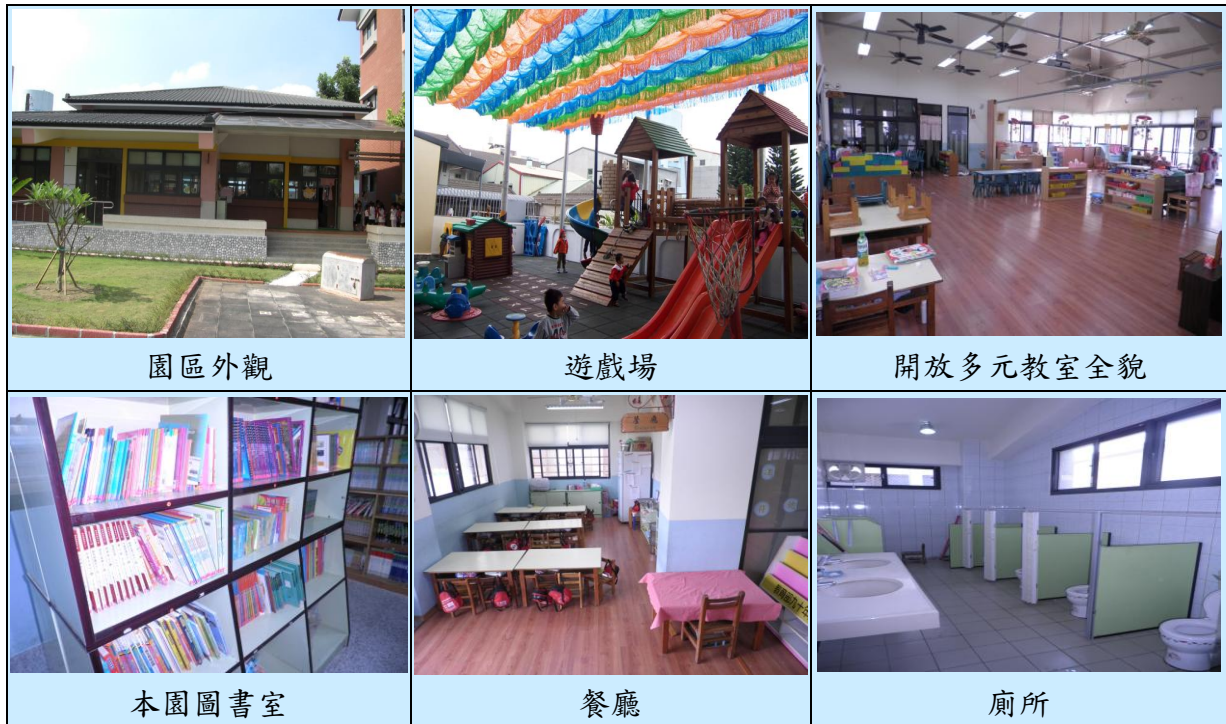 園區外觀
遊戲場
開放多元教室全貌
本園圖書室
餐廳
廁所